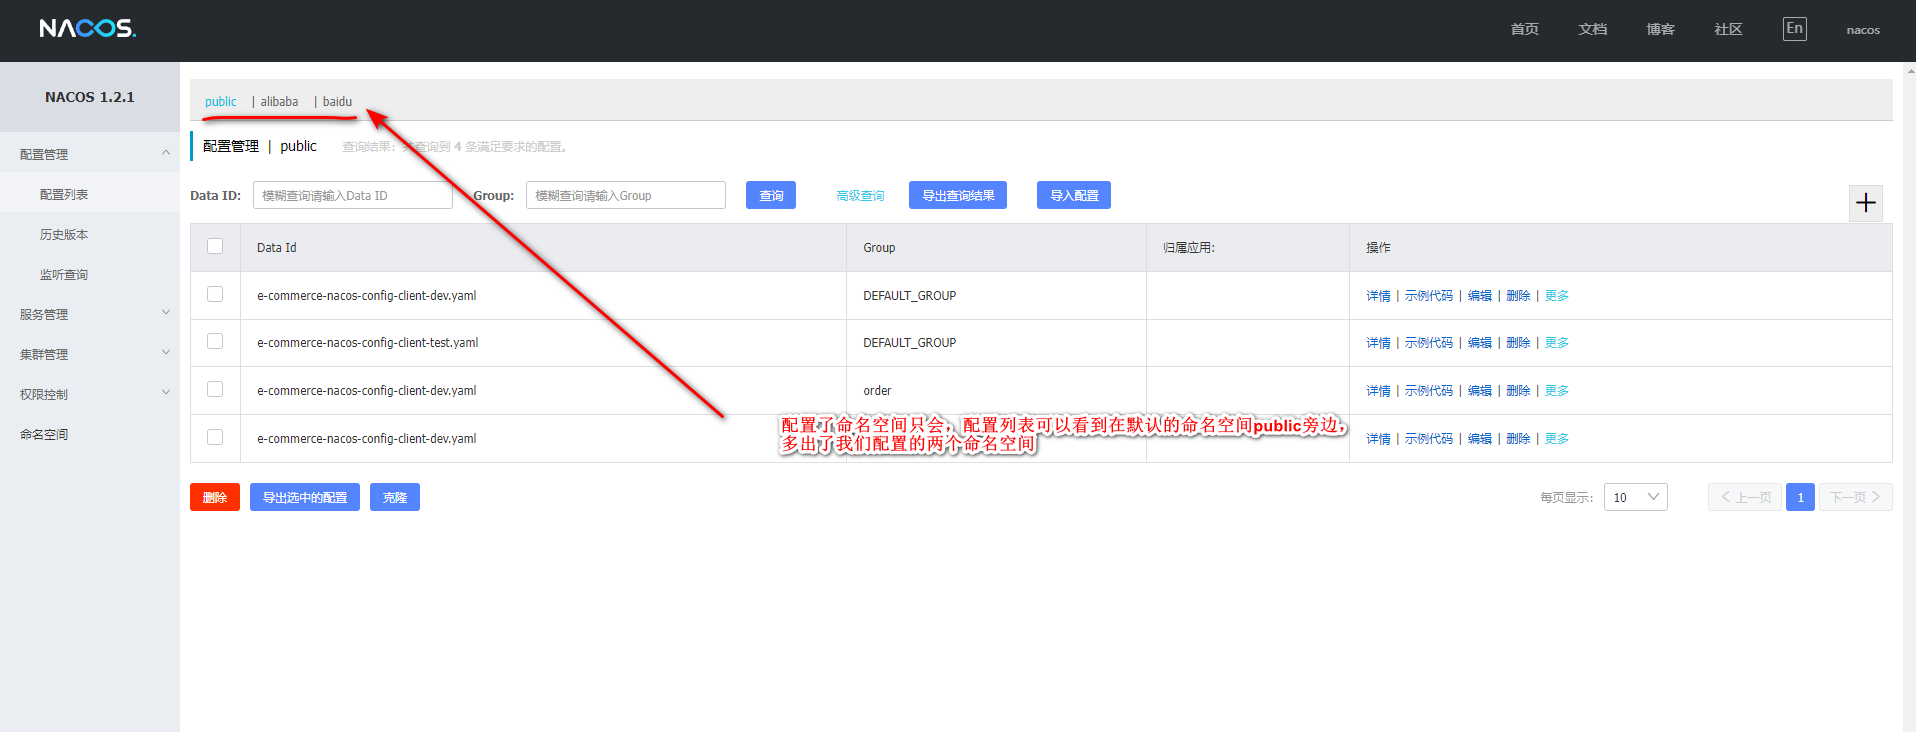 NACOS.
首页 文档 博客 社区 En nacos
NACOS 1.2.1
配置管理
配置列表
历史版本
监听查询
服务管理
集群管理
权限控制
命名空间
public | alibaba | baidu
配置管理 | public 查询结果：共查询到 4 条满足要求的配置。
Data ID: 模糊查询请输入Data ID Group: 模糊查询请输入Group 查询 高级查询 导出查询结果 导入配置
Data Id Group 归属应用: 操作
e-commerce-nacos-config-client-dev.yaml DEFAULT_GROUP 详情 | 示例代码 | 编辑 | 删除 | 更多
e-commerce-nacos-config-client-test.yaml DEFAULT_GROUP 详情 | 示例代码 | 编辑 | 删除 | 更多
e-commerce-nacos-config-client-dev.yaml order 详情 | 示例代码 | 编辑 | 删除 | 更多
e-commerce-nacos-config-client-dev.yaml 详情 | 示例代码 | 编辑 | 删除 | 更多
配置了命名空间只会，配置列表可以看到在默认的命名空间public旁边，
多出了我们配置的两个命名空间
删除 导出选中的配置 克隆 每页显示: 10 上一页 1 下一页